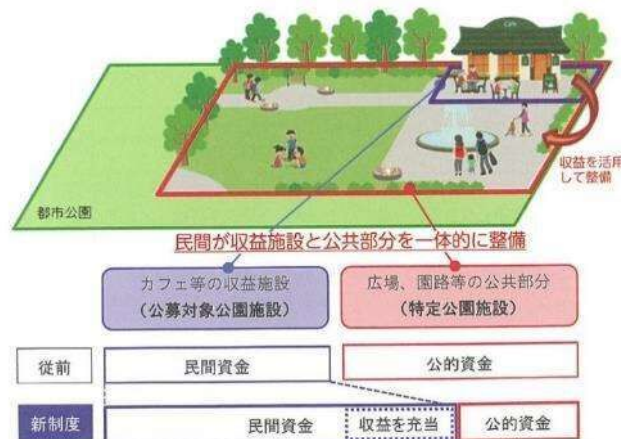 Cafe
収益を活用
して整備
都市公園
民間が収益施設と公共部分を一体的に整備
カフェ等の収益施設
(公募対象公園施設)
広場、園路等の公共部分
(特定公園施設)
従前
民間資金
公的資金
新制度
民間資金
収益を充当
公的資金